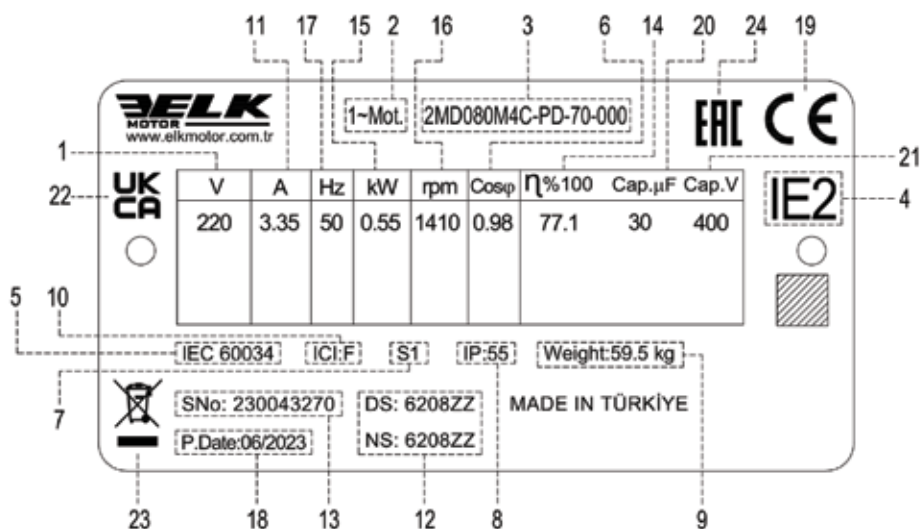 11 17 15 2 16 3 6 14 20 24 19
ELK
MOTOR
www.elkmotor.com.tr
1~Mot. 2MD080M4C-PD-70-000
EAC CE
1
22
UK
CA
V A Hz kW rpm Cosφ η%100 Cap.μF Cap.V
220 3.35 50 0.55 1410 0.98 77.1 30 400
IE2
21
4
5 10
IEC 60034 ICI:F S1 IP:55 Weight:59.5 kg
7
SNo: 230043270 DS: 6208ZZ MADE IN TÜRKİYE
P.Date:06/2023 NS: 6208ZZ
23 18 13 12 8 9